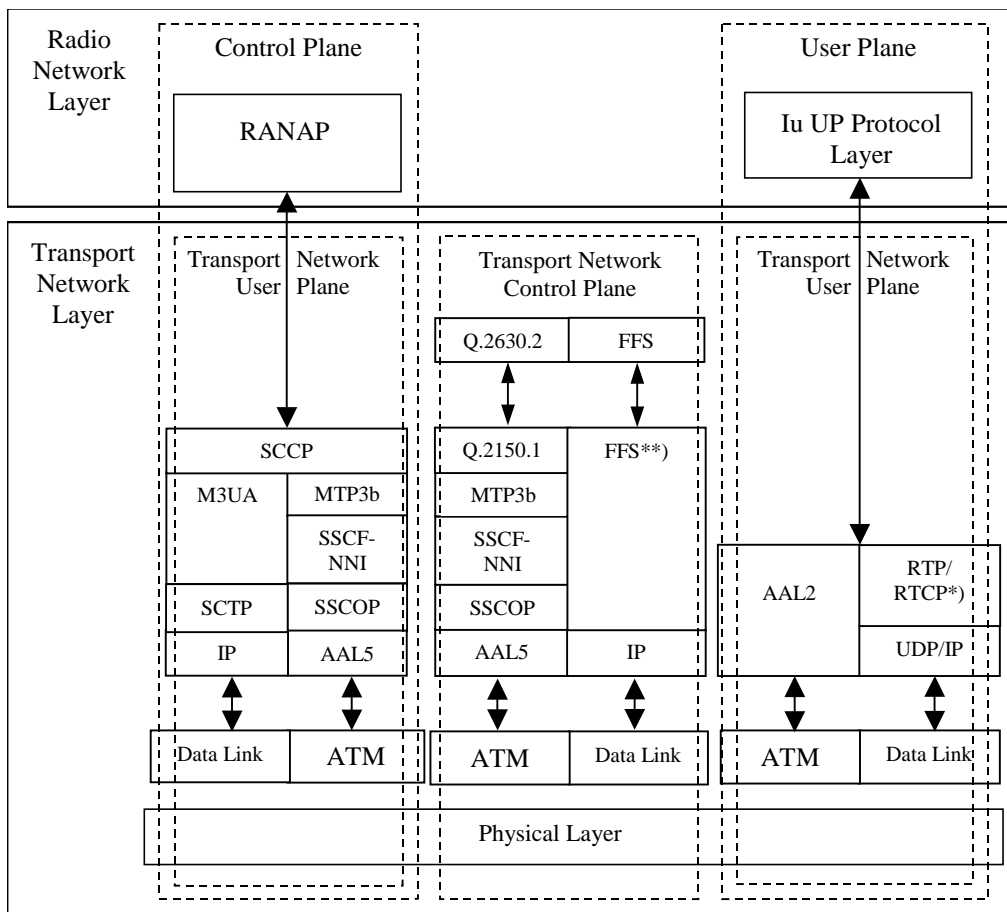 Radio
Network
Layer
Control Plane
User Plane
RANAP
Iu UP Protocol
Layer
Transport
Network
Layer
Transport Network
User Plane
Transport Network
Control Plane
Transport Network
User Plane
Q.2630.2
FFS
SCCP
M3UA
MTP3b
SSCF-
NNI
SCTP
SSCOP
IP
AAL5
Q.2150.1
FFS**)
MTP3b
SSCF-
NNI
SSCOP
AAL5
IP
AAL2
RTP/
RTCP*)
UDP/IP
Data Link
ATM
ATM
Data Link
ATM
Data Link
Physical Layer